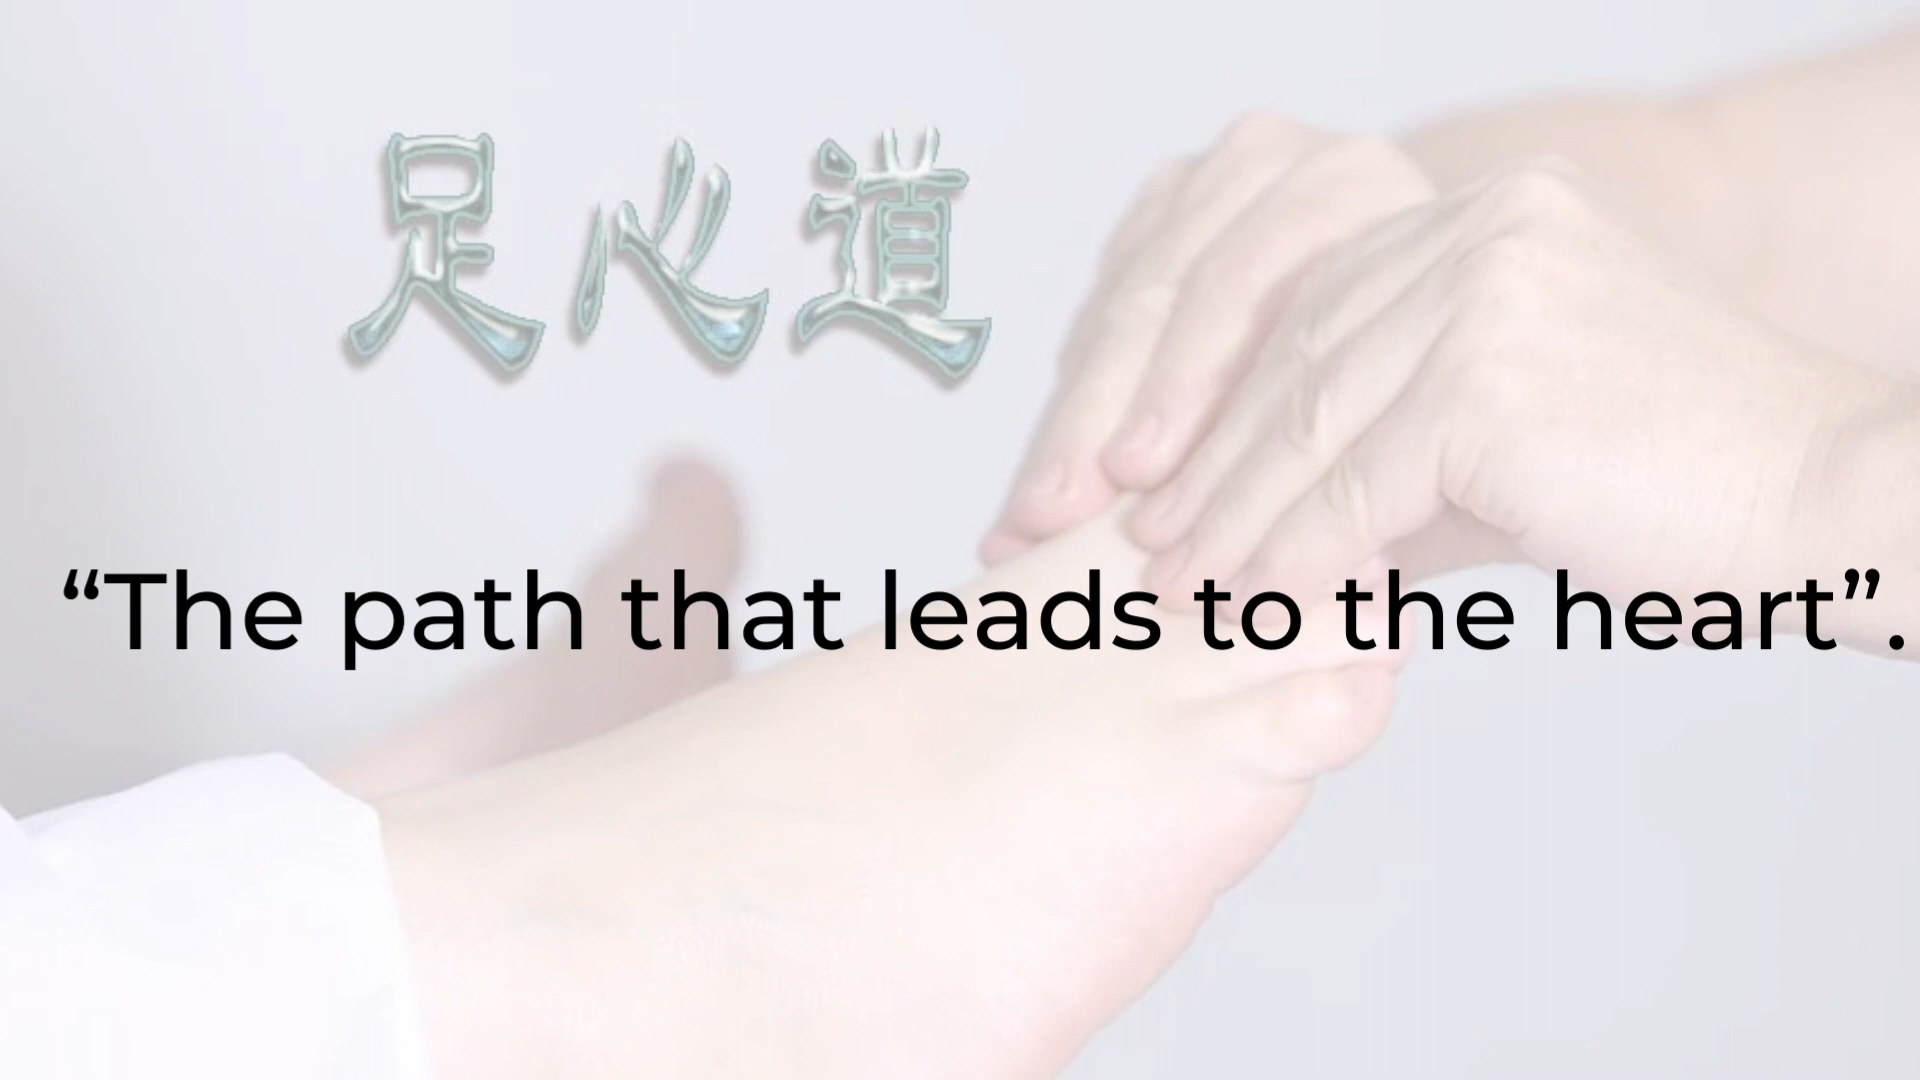 足心道
“The path that leads to the heart”.